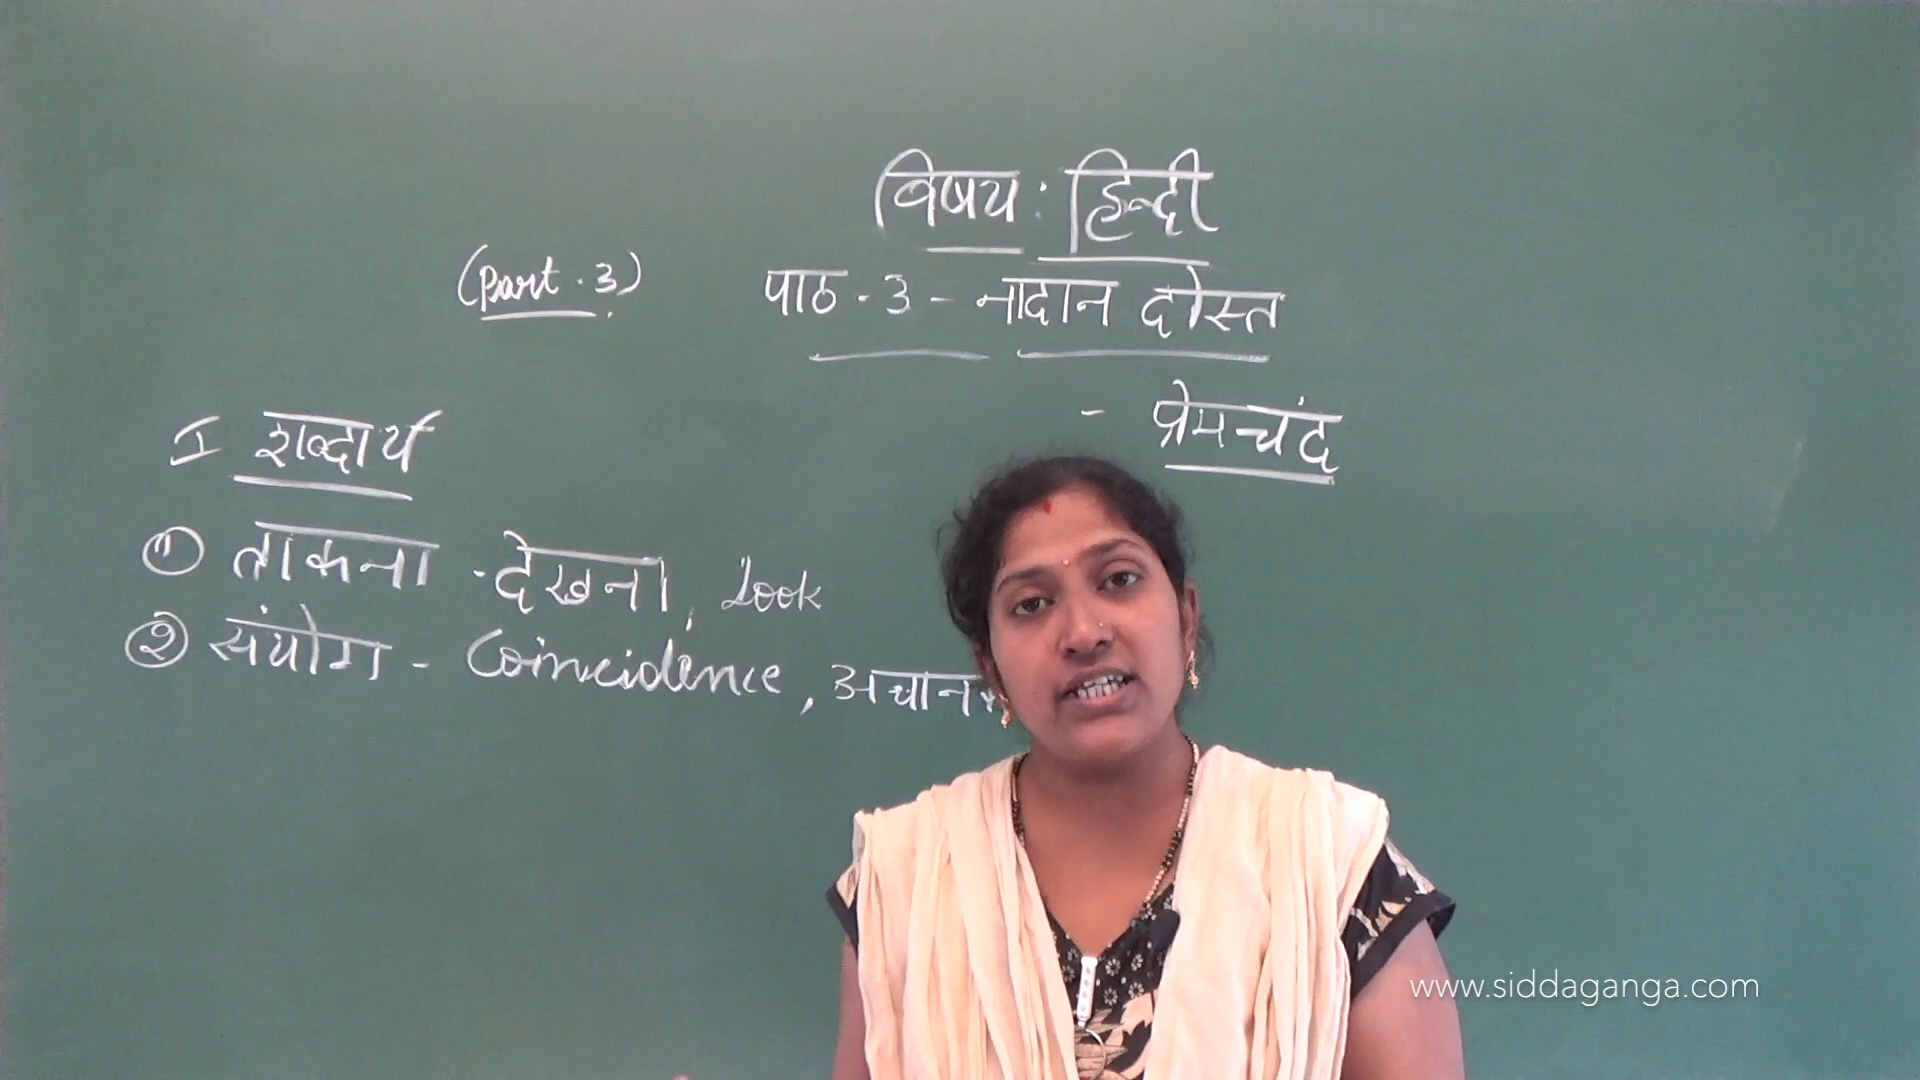 विषय : हिन्दी
(Part . 3)
पाठ - 3 - नादान दोस्त
- प्रेमचंद
I शब्दार्थ
① ताकना - देखना, Look
② संयोग - Coincidence,
www.siddaganga.com